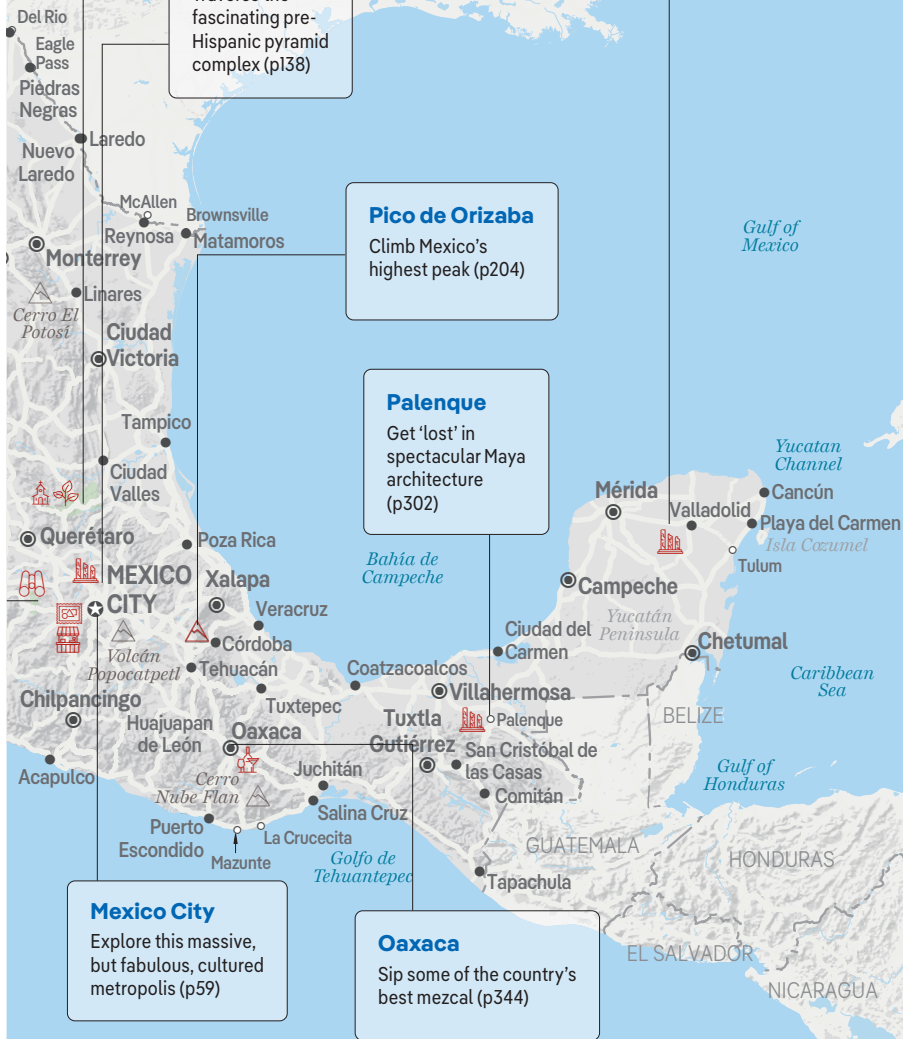 fascinating pre-
Hispanic pyramid
complex (p138)
Del Rio
Eagle
Pass
Piedras
Negras
Laredo
Nuevo
Laredo
McAllen
Brownsville
Reynosa
Matamoros
Monterrey
Linares
Cerro El
Potosí
Ciudad
Victoria
Pico de Orizaba
Climb Mexico’s
highest peak (p204)
Gulf of
Mexico
Tampico
Ciudad
Valles
Palenque
Get ‘lost’ in
spectacular Maya
architecture
(p302)
Yucatan
Channel
Mérida
Cancún
Valladolid
Playa del Carmen
Isla Cozumel
Tulum
Querétaro
Poza Rica
Bahía de
Campeche
MEXICO
CITY
Xalapa
Campeche
Veracruz
Yucatán
Peninsula
Córdoba
Ciudad del
Carmen
Chetumal
Volcán
Popocatpetl
Tehuacán
Coatzacoalcos
Caribbean
Sea
Chilpancingo
Tuxtepec
Villahermosa
Huajuapan
de León
Oaxaca
Tuxtla
Gutiérrez
Palenque
BELIZE
San Cristóbal de
las Casas
Acapulco
Cerro
Nube Flan
Juchitán
Comitán
Gulf of
Honduras
Salina Cruz
Puerto
Escondido
La Crucecita
Mazunte
Golfo de
Tehuantepec
GUATEMALA
HONDURAS
Tapachula
Mexico City
Explore this massive,
but fabulous, cultured
metropolis (p59)
Oaxaca
Sip some of the country’s
best mezcal (p344)
EL SALVADOR
NICARAGUA